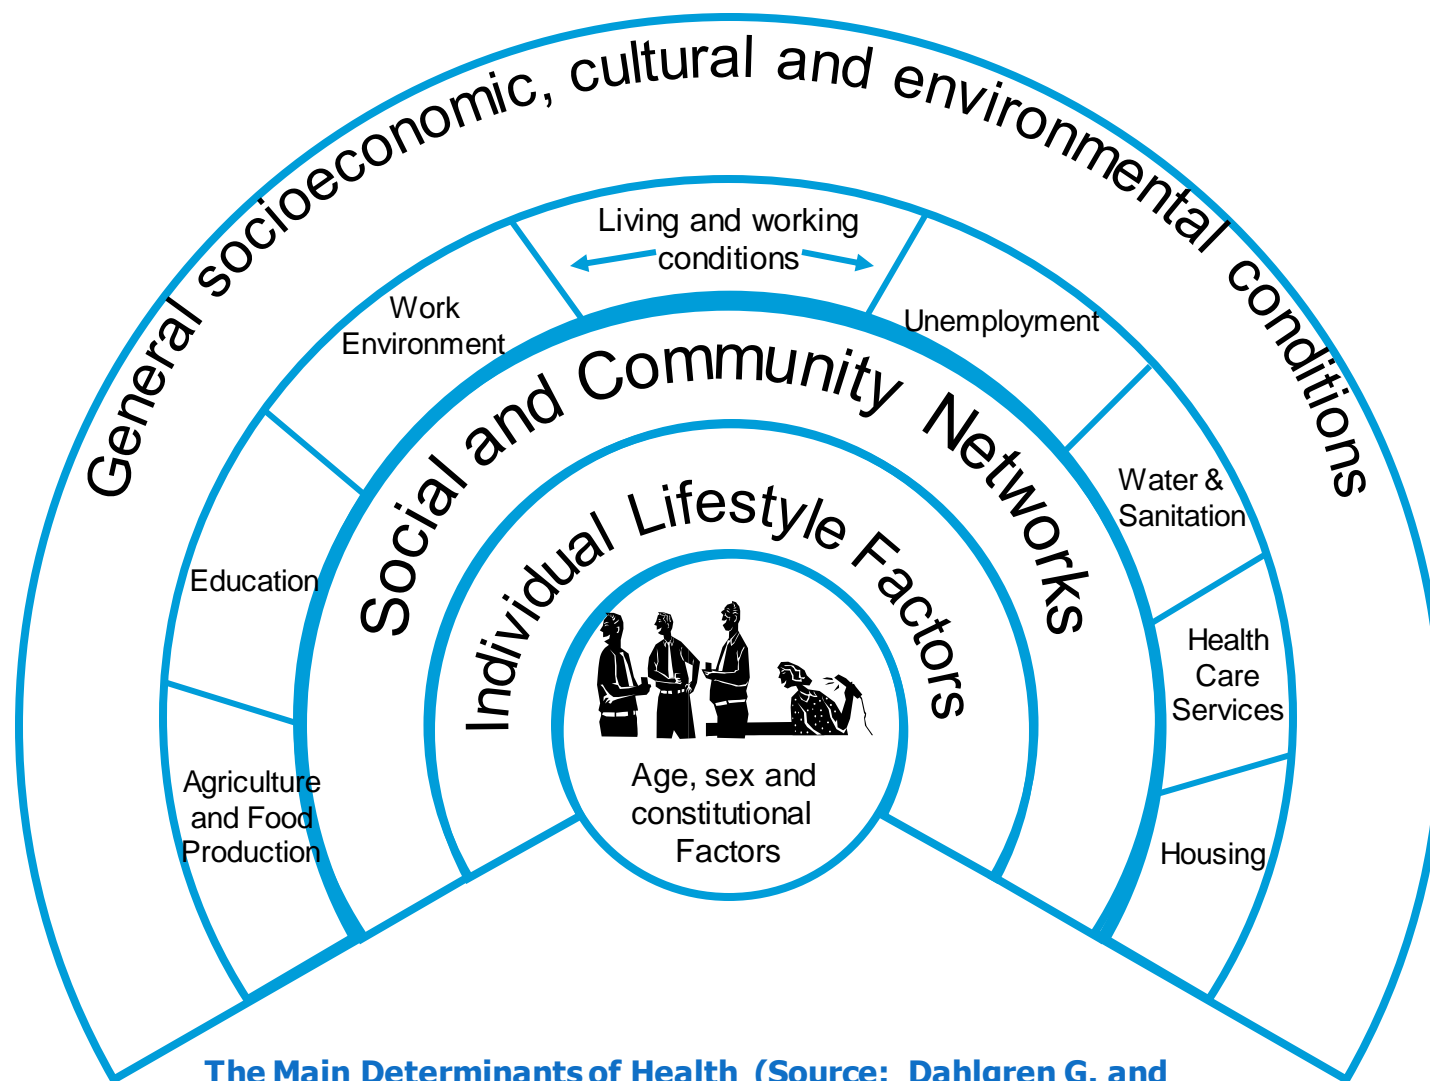 General socioeconomic, cultural and environmental conditions
Living and working
conditions
Work
Environment
Unemployment
Social and Community Networks
Water &
Sanitation
Individual Lifestyle Factors
Education
Health
Care
Services
Agriculture
and Food
Production
Age, sex and
constitutional
Factors
Housing
The Main Determinants of Health (Source: Dahlgren G. and